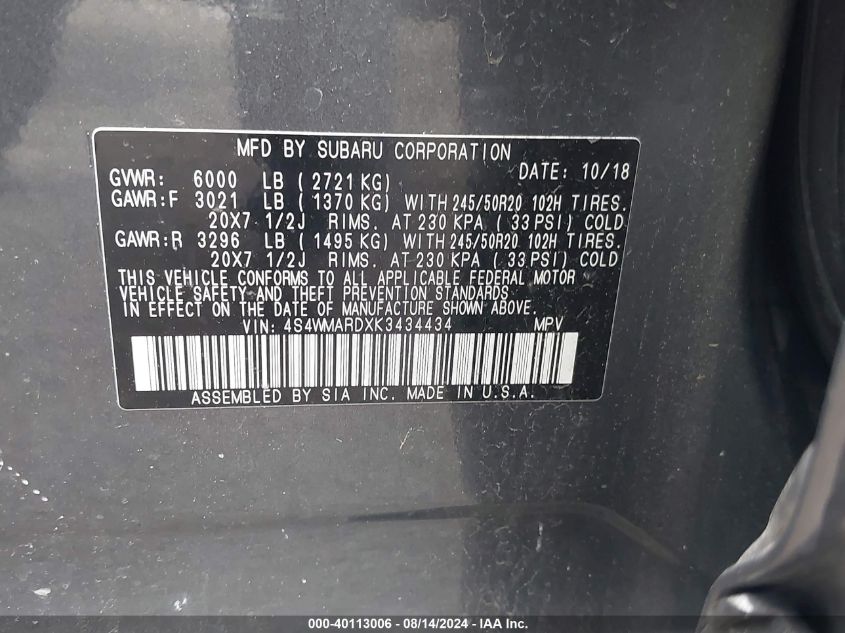 MFD BY SUBARU CORPORATION
GVWR: 6000 LB (2721 KG) DATE: 10/18
GAWR:F 3021 LB (1370 KG) WITH 245/50R20 102H TIRES.
20X7 1/2J RIMS. AT 230 KPA (33 PSI) COLD
GAWR:R 3296 LB (1495 KG) WITH 245/50R20 102H TIRES.
20X7 1/2J RIMS. AT 230 KPA (33 PSI) COLD
THIS VEHICLE CONFORMS TO ALL APPLICABLE FEDERAL MOTOR
VEHICLE SAFETY AND THEFT PREVENTION STANDARDS
IN EFFECT ON THE DATE OF MANUFACTURE SHOWN ABOVE.
VIN: 4S4WMARDXK3434434 MPV
ASSEMBLED BY SIA INC. MADE IN U.S.A.
000-40113006 - 08/14/2024 - IAA Inc.